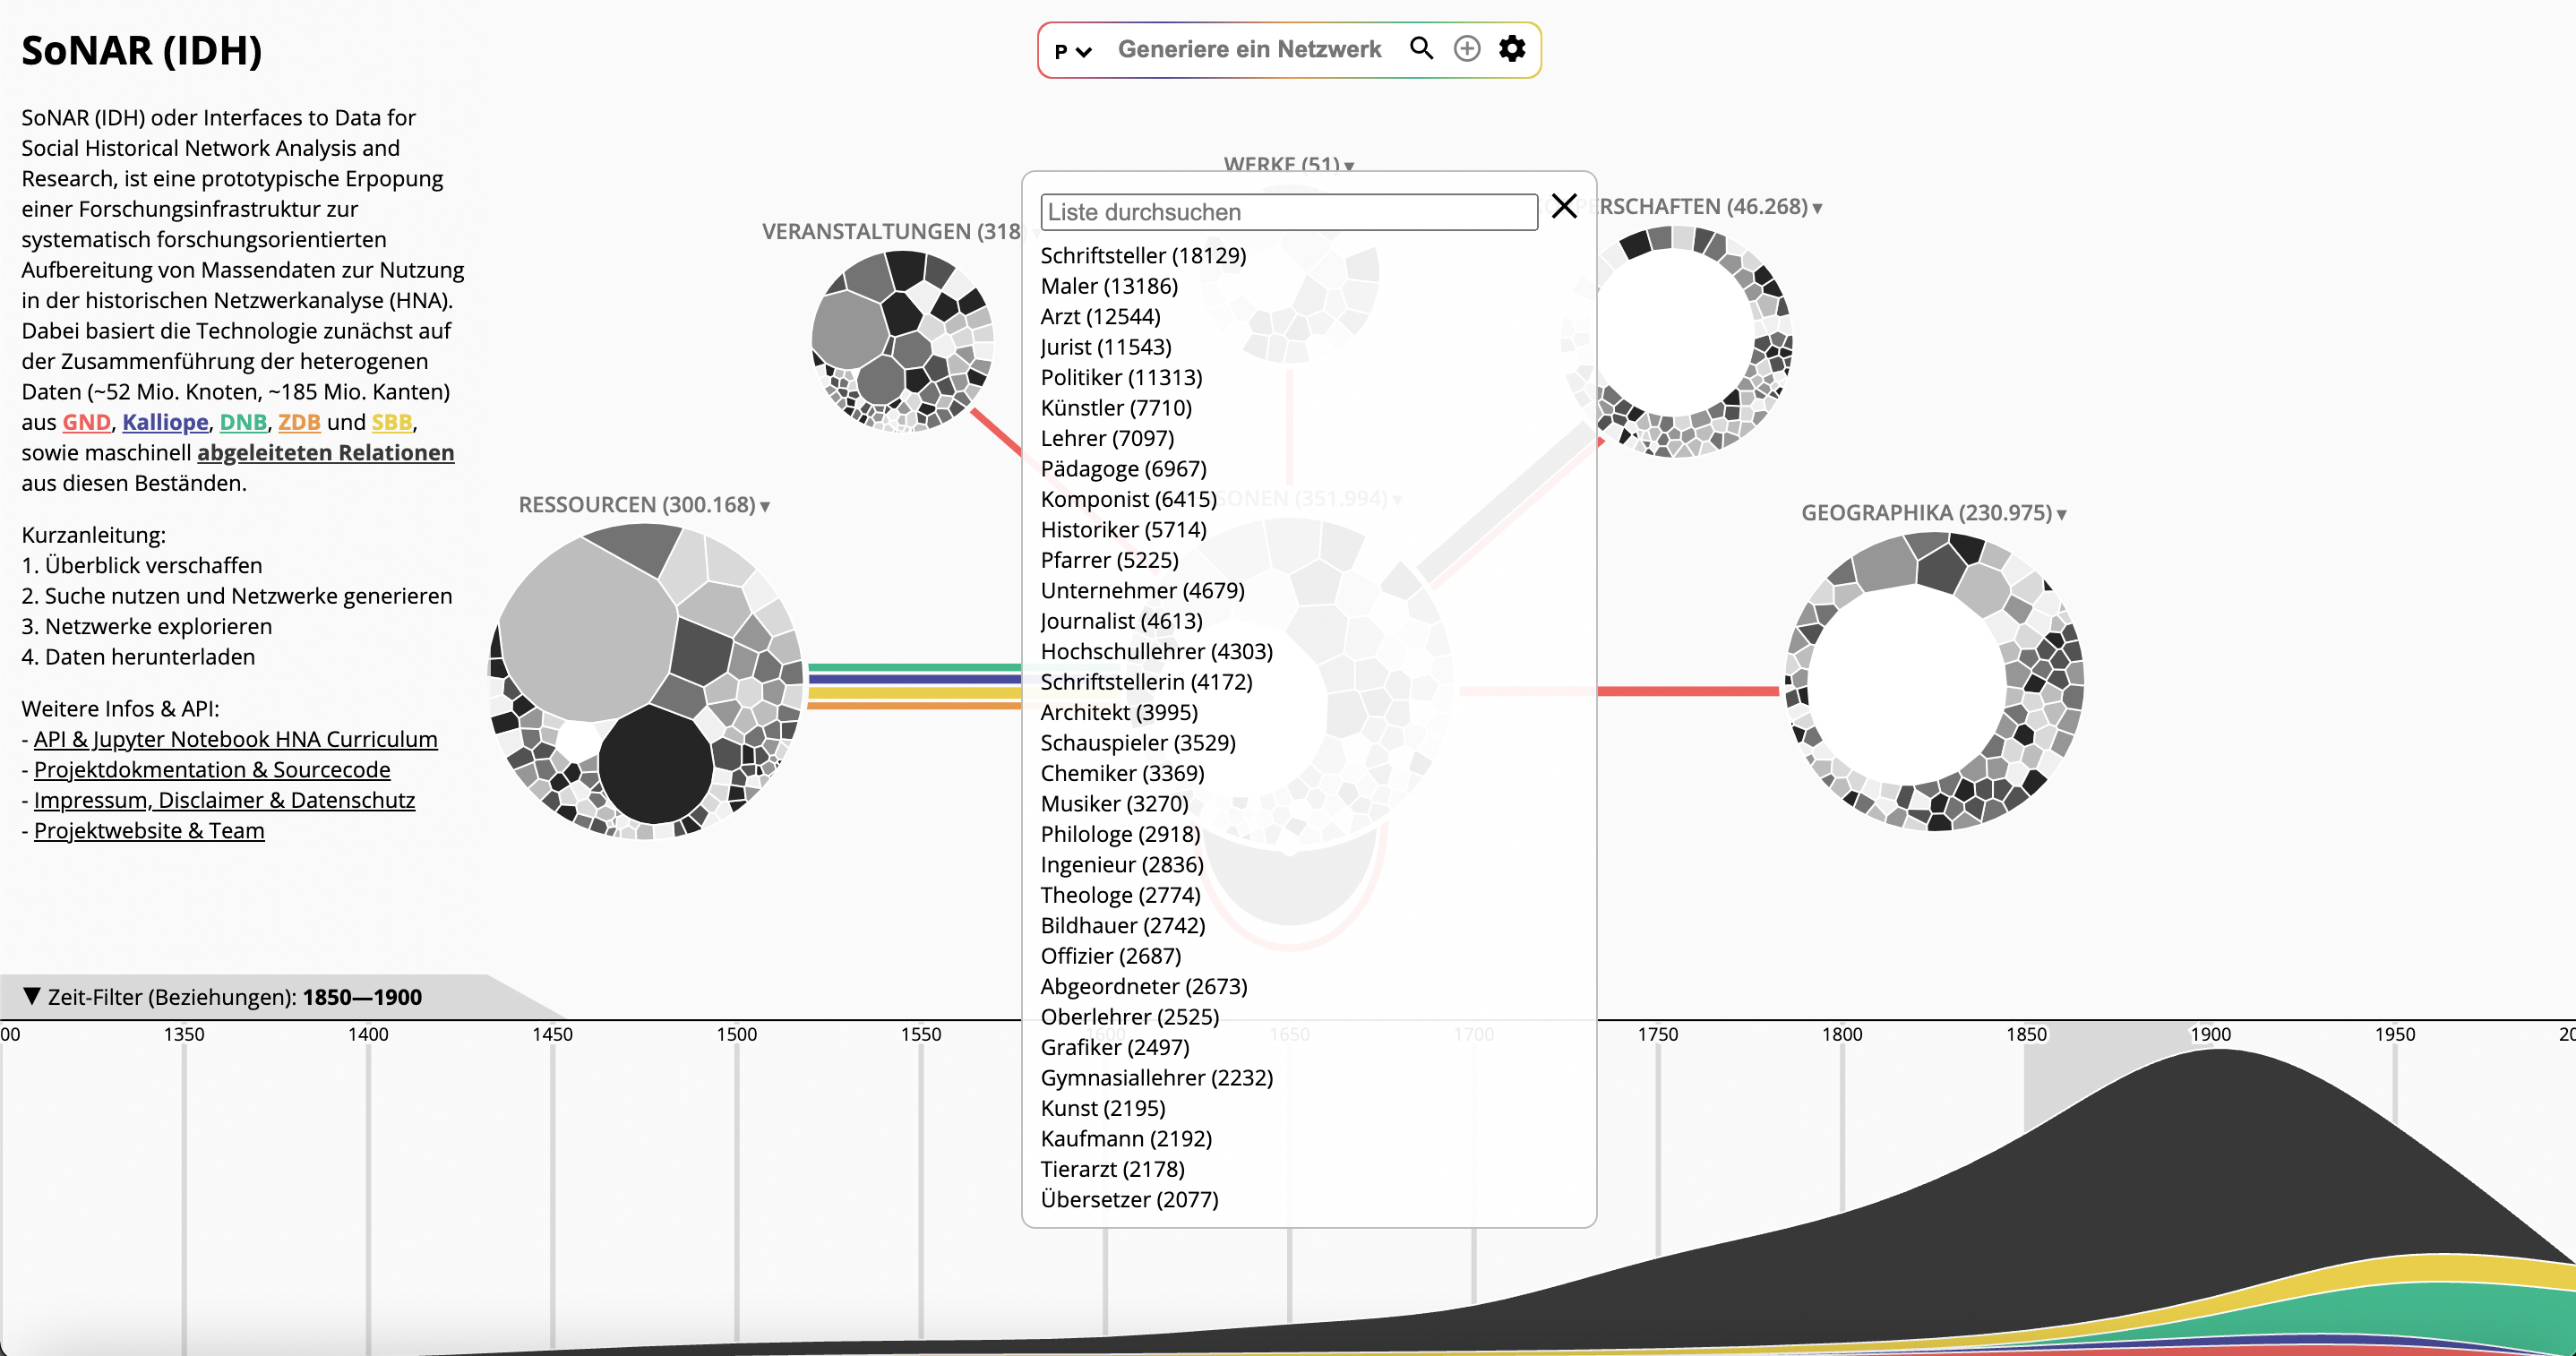 SoNAR (IDH)
SoNAR (IDH) oder Interfaces to Data for
Social Historical Network Analysis and
Research, ist eine prototypische Erpopung
einer Forschungsinfrastruktur zur
systematisch forschungsorientierten
Aufbereitung von Massendaten zur Nutzung
in der historischen Netzwerkanalyse (HNA).
Dabei basiert die Technologie zunächst auf
der Zusammenführung der heterogenen
Daten (~52 Mio. Knoten, ~185 Mio. Kanten)
aus GND, Kalliope, DNB, ZDB und SBB,
sowie maschinell abgeleiteten Relationen
aus diesen Beständen.
Kurzanleitung:
1. Überblick verschaffen
2. Suche nutzen und Netzwerke generieren
3. Netzwerke explorieren
4. Daten herunterladen
Weitere Infos & API:
- API & Jupyter Notebook HNA Curriculum
- Projektdokmentation & Sourcecode
- Impressum, Disclaimer & Datenschutz
- Projektwebsite & Team
P Generiere ein Netzwerk
WERKE (51) ▾
VERANSTALTUNGEN (318
PERSCHAFTEN (46.268) ▾
RESSOURCEN (300.168) ▾
SONEN (351.994) ▾
GEOGRAPHIKA (230.975) ▾
Liste durchsuchen
Schriftsteller (18129)
Maler (13186)
Arzt (12544)
Jurist (11543)
Politiker (11313)
Künstler (7710)
Lehrer (7097)
Pädagoge (6967)
Komponist (6415)
Historiker (5714)
Pfarrer (5225)
Unternehmer (4679)
Journalist (4613)
Hochschullehrer (4303)
Schriftstellerin (4172)
Architekt (3995)
Schauspieler (3529)
Chemiker (3369)
Musiker (3270)
Philologe (2918)
Ingenieur (2836)
Theologe (2774)
Bildhauer (2742)
Offizier (2687)
Abgeordneter (2673)
Oberlehrer (2525)
Grafiker (2497)
Gymnasiallehrer (2232)
Kunst (2195)
Kaufmann (2192)
Tierarzt (2178)
Übersetzer (2077)
▼ Zeit-Filter (Beziehungen): 1850—1900
00 1350 1400 1450 1500 1550 1600 1650 1700 1750 1800 1850 1900 1950 20